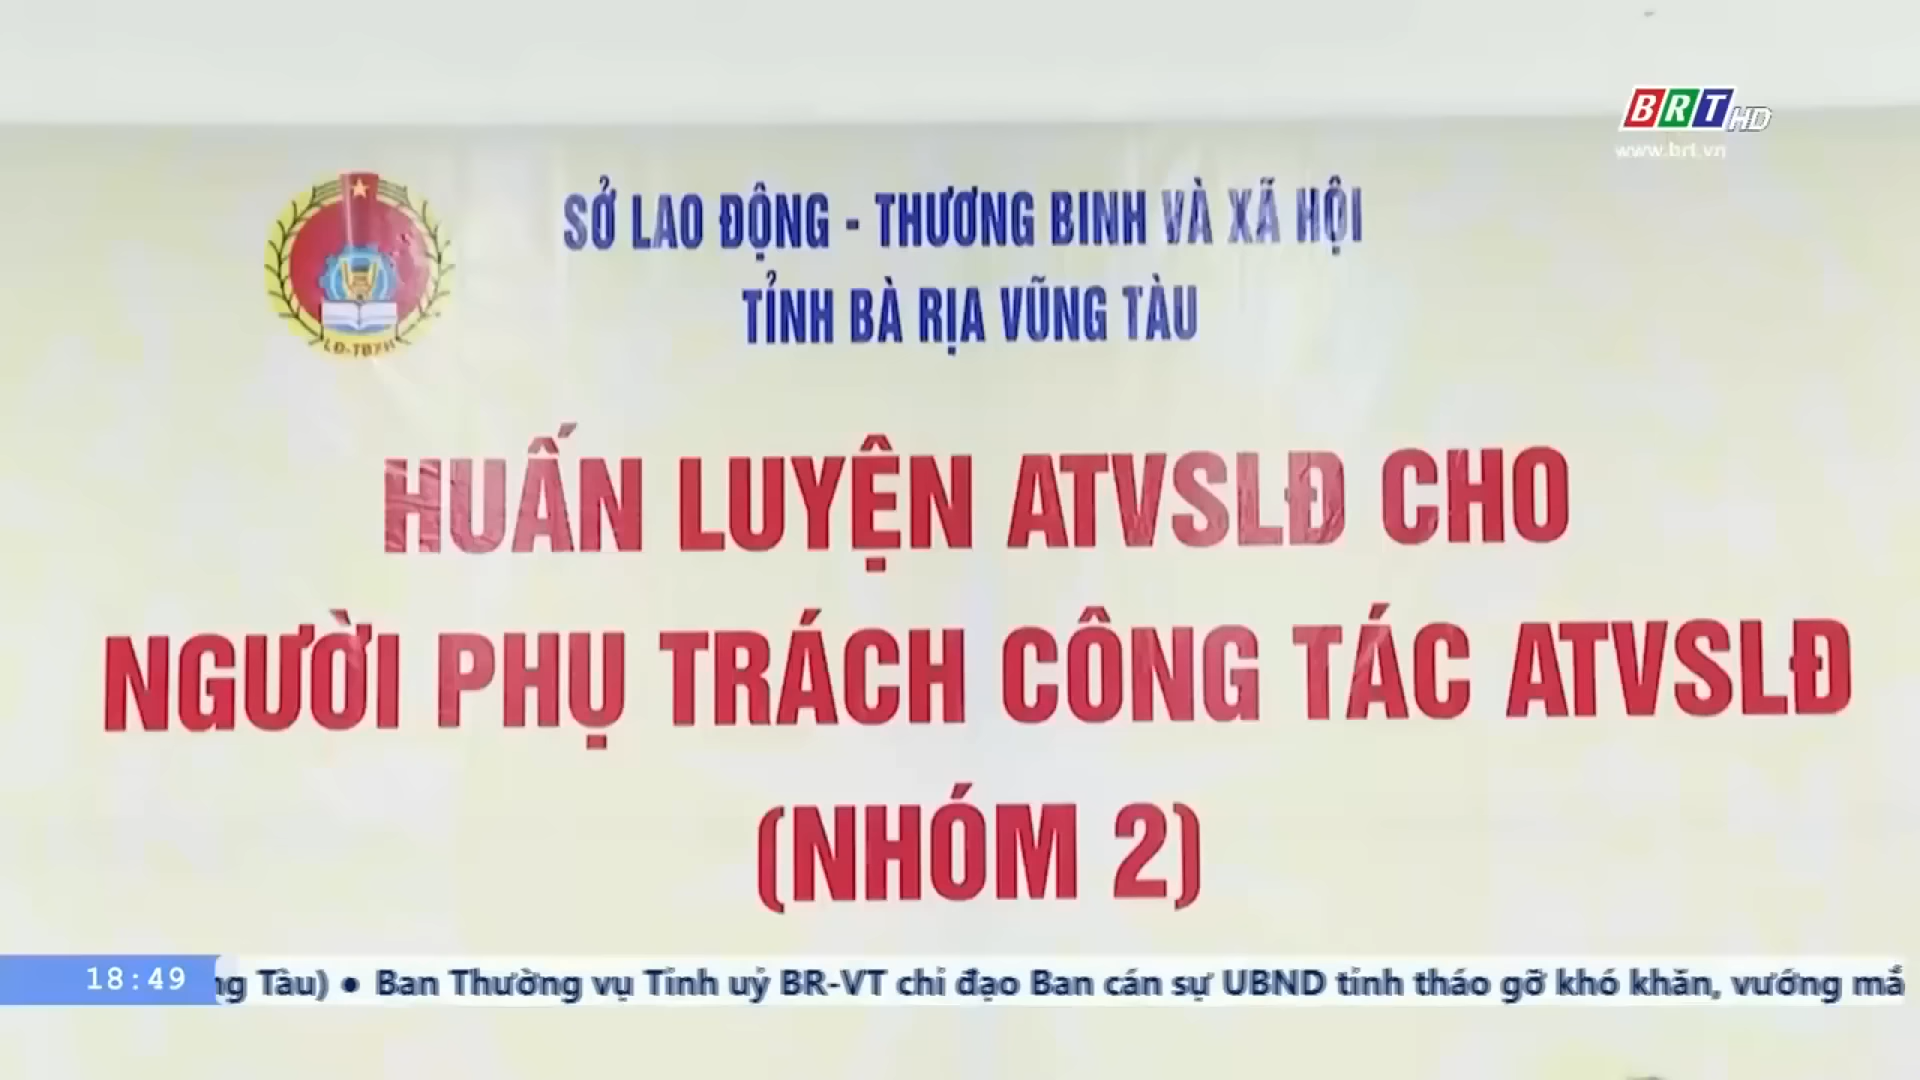 BRT HD
www.brt.vn
SỞ LAO ĐỘNG - THƯƠNG BINH VÀ XÃ HỘI
TỈNH BÀ RỊA VŨNG TÀU
LĐ-TBXH
HUẤN LUYỆN ATVSLĐ CHO
NGƯỜI PHỤ TRÁCH CÔNG TÁC ATVSLĐ
(NHÓM 2)
18:49 ng Tàu) ● Ban Thường vụ Tỉnh uỷ BR-VT chỉ đạo Ban cán sự UBND tỉnh tháo gỡ khó khăn, vướng mắ